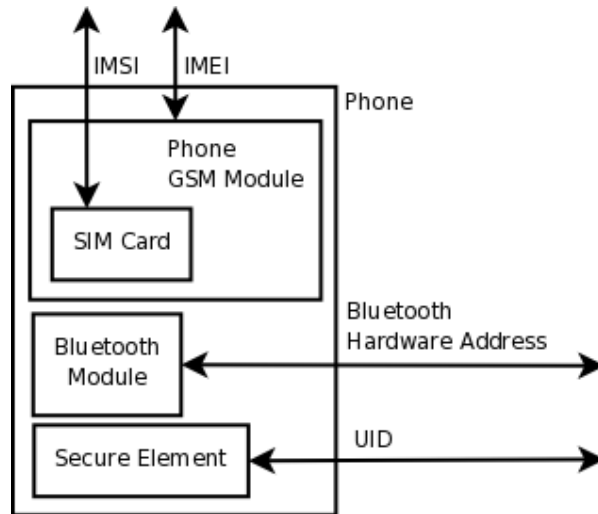 IMSI
IMEI
Phone
Phone
GSM Module
SIM Card
Bluetooth
Hardware Address
Bluetooth
Module
UID
Secure Element